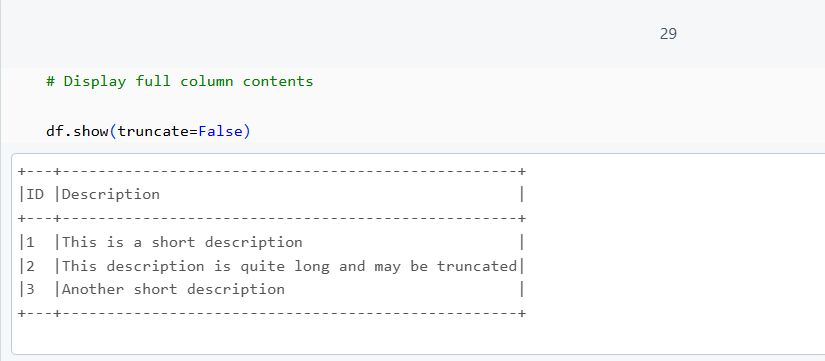 29
# Display full column contents
df.show(truncate=False)
+---+---------------------------------------------------+
|ID |Description                                        |
+---+---------------------------------------------------+
|1  |This is a short description                        |
|2  |This description is quite long and may be truncated|
|3  |Another short description                          |
+---+---------------------------------------------------+